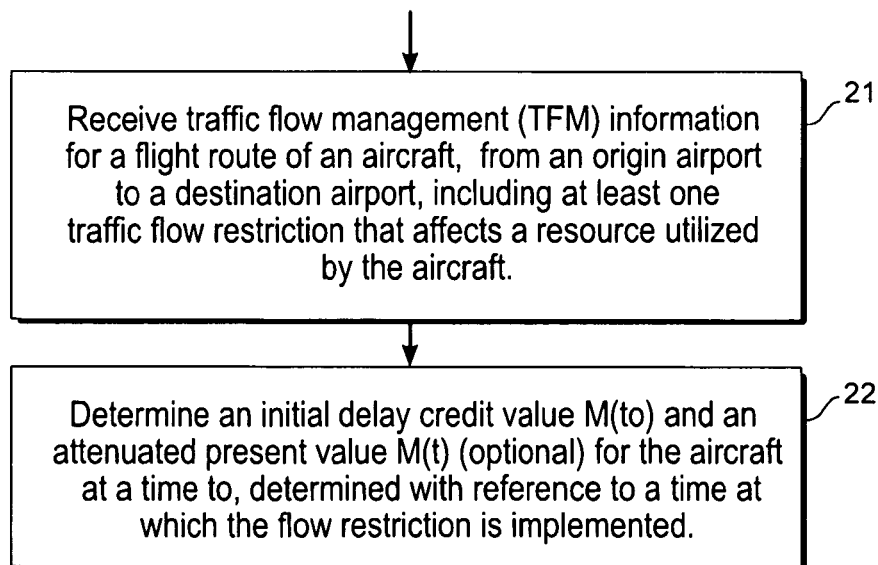 21
Receive traffic flow management (TFM) information
for a flight route of an aircraft, from an origin airport
to a destination airport, including at least one
traffic flow restriction that affects a resource utilized
by the aircraft.
22
Determine an initial delay credit value M(to) and an
attenuated present value M(t) (optional) for the aircraft
at a time to, determined with reference to a time at
which the flow restriction is implemented.